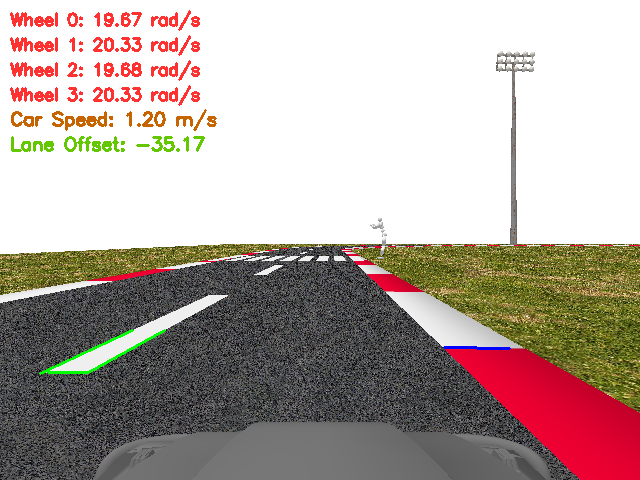 Wheel 0: 19.67 rad/s
Wheel 1: 20.33 rad/s
Wheel 2: 19.68 rad/s
Wheel 3: 20.33 rad/s
Car Speed: 1.20 m/s
Lane Offset: -35.17